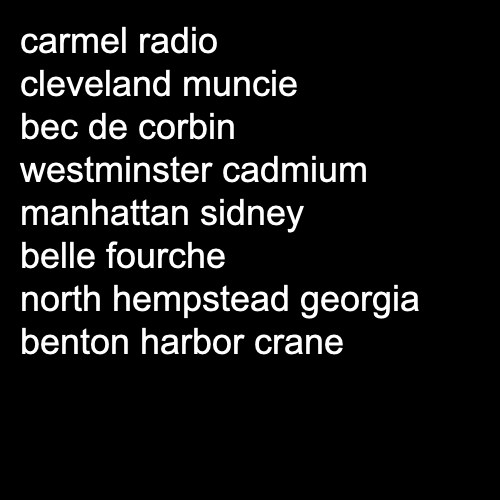 carmel radio
cleveland muncie
bec de corbin
westminster cadmium
manhattan sidney
belle fourche
north hempstead georgia
benton harbor crane